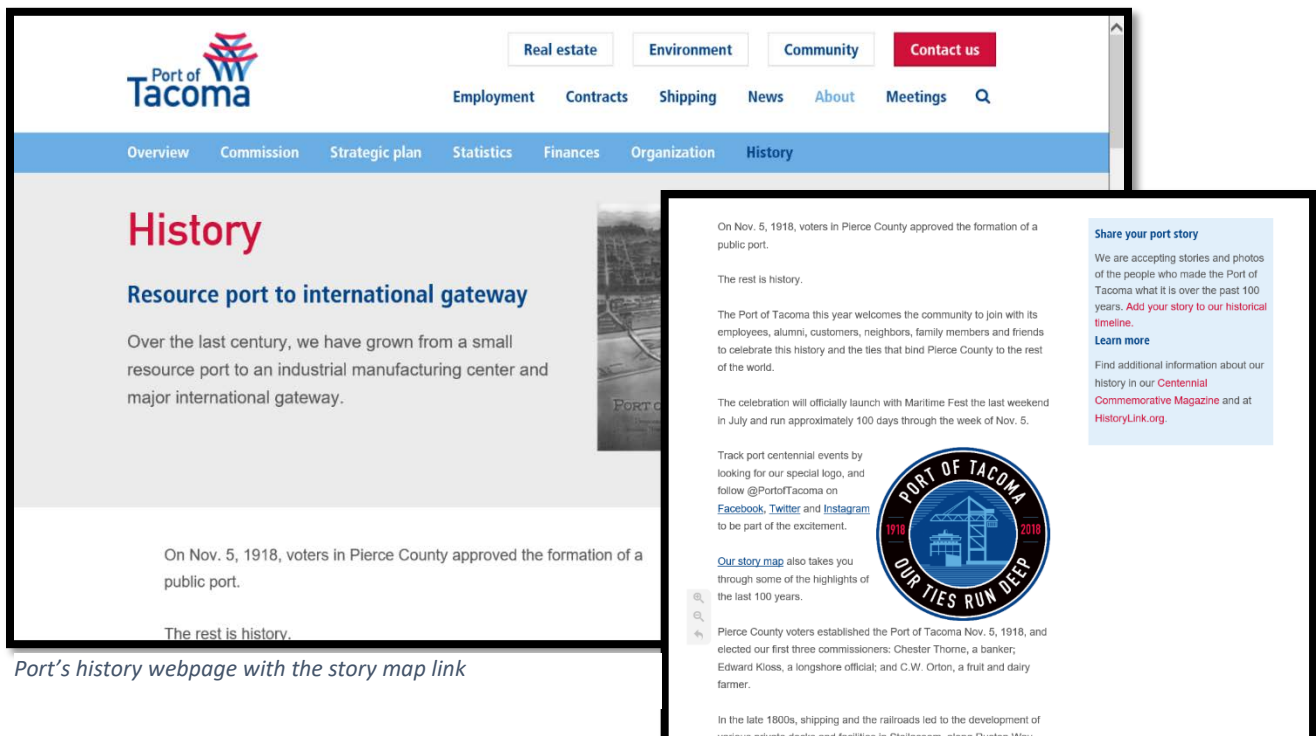 Port of
Tacoma
Real estate
Environment
Community
Contact us
Employment
Contracts
Shipping
News
About
Meetings
Overview
Commission
Strategic plan
Statistics
Finances
Organization
History
History
Resource port to international gateway
Over the last century, we have grown from a small
resource port to an industrial manufacturing center and
major international gateway.
PORT
On Nov. 5, 1918, voters in Pierce County approved the formation of a
public port.
The rest is history.
Port's history webpage with the story map link
On Nov. 5, 1918, voters in Pierce County approved the formation of a
public port.
The rest is history.
The Port of Tacoma this year welcomes the community to join with its
employees, alumni, customers, neighbors, family members and friends
to celebrate this history and the ties that bind Pierce County to the rest
of the world.
The celebration will officially launch with Maritime Fest the last weekend
in July and run approximately 100 days through the week of Nov. 5.
Track port centennial events by
looking for our special logo, and
follow @PortofTacoma on
Facebook, Twitter and Instagram
to be part of the excitement.
Our story map also takes you
through some of the highlights of
the last 100 years.
PORT OF TACOMA
1918
2018
OUR TIES RUN DEEP
Pierce County voters established the Port of Tacoma Nov. 5, 1918, and
elected our first three commissioners: Chester Thorne, a banker;
Edward Kloss, a longshore official; and C.W. Orton, a fruit and dairy
farmer.
In the late 1800s, shipping and the railroads led to the development of
Share your port story
We are accepting stories and photos
of the people who made the Port of
Tacoma what it is over the past 100
years. Add your story to our historical
timeline.
Learn more
Find additional information about our
history in our Centennial
Commemorative Magazine and at
HistoryLink.org.